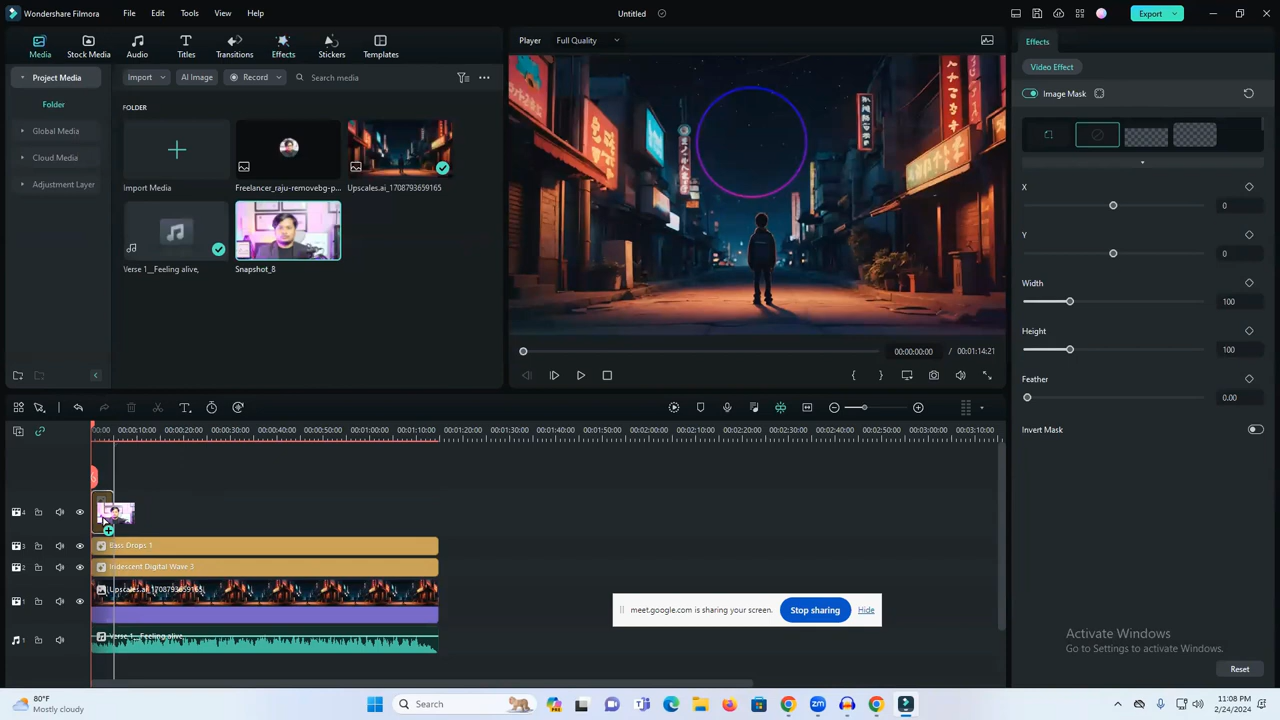 Wondershare Filmora File Edit Tools View Help Untitled Export
Media Stock Media Audio Titles Transitions Effects Stickers Templates
Player Full Quality
Effects
Project Media Import AI Image Record Search media
Video Effect
Folder
FOLDER
Image Mask
Global Media
Cloud Media
Adjustment Layer
Import Media Freelancer_raju-removebg-p... Upscales.ai_1708793659165
Verse 1__Feeling alive, Snapshot_8
X
0
Y
0
Width
100
Height
100
Feather
0.00
Invert Mask
00:00:00:00 / 00:01:14:21
00:00 00:00:10:00 00:00:20:00 00:00:30:00 00:00:40:00 00:00:50:00 00:01:00:00 00:01:10:00 00:01:20:00 00:01:30:00 00:01:40:00 00:01:50:00 00:02:00:00 00:02:10:00 00:02:20:00 00:02:30:00 00:02:40:00 00:02:50:00 00:03:00:00 00:03:10:00
4
3 Bass Drops 1
2 Iridescent Digital Wave 3
Upscales.ai_1708793659165
1
Verse 1__Feeling alive,
1
meet.google.com is sharing your screen. Stop sharing Hide
Activate Windows
Go to Settings to activate Windows.
Reset
80°F
Mostly cloudy
Search
11:08 PM
2/24/2024